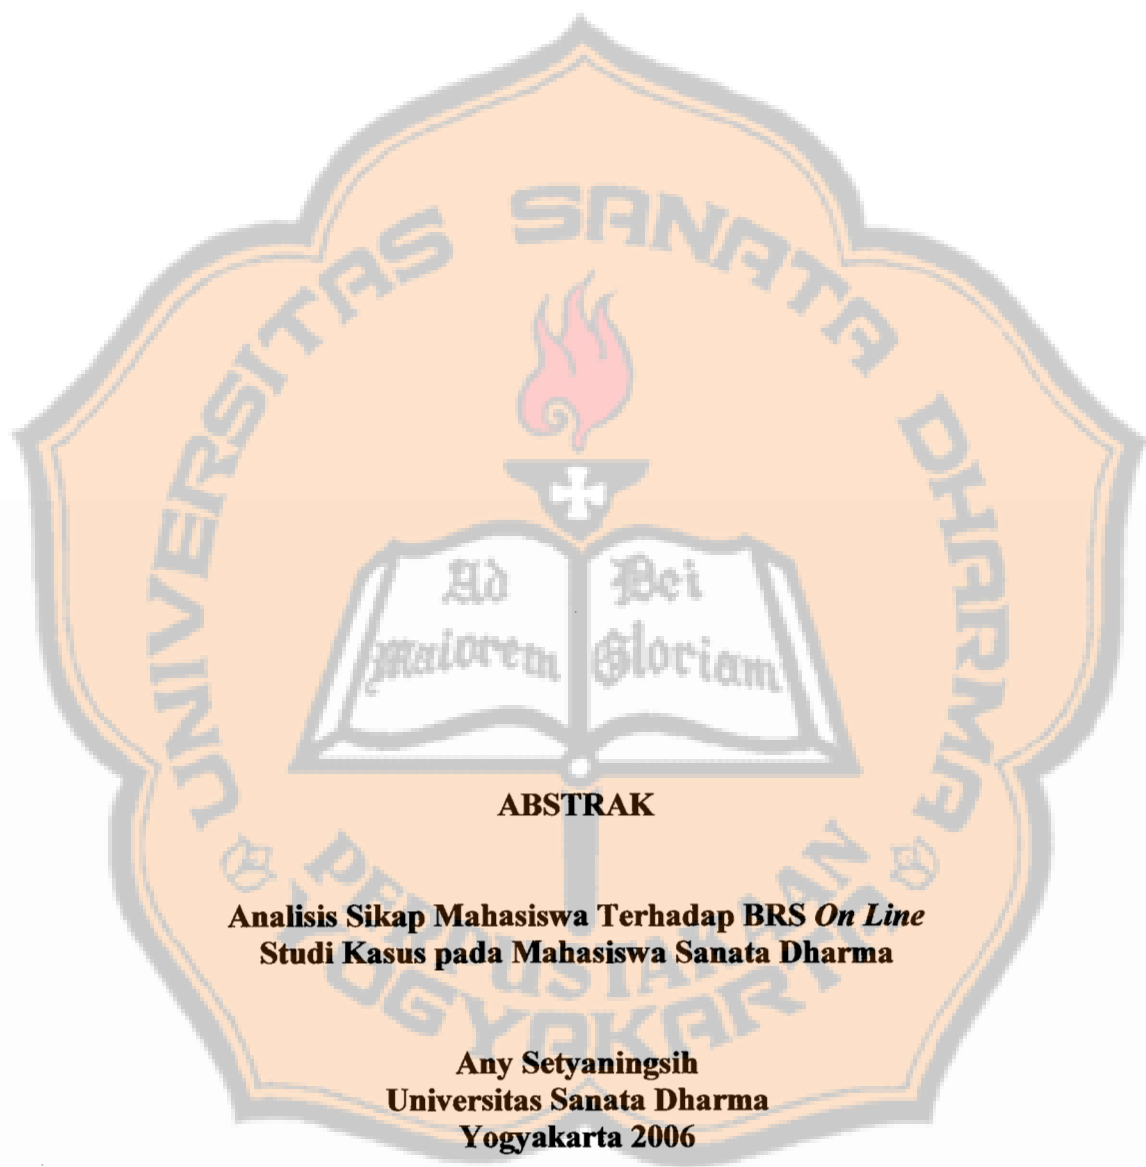 UNIVERSITAS SANATA DHARMA
Ad Dei
Maiorem Gloriam
ABSTRAK
PERPUSTAKAAN
YOGYAKARTA
Analisis Sikap Mahasiswa Terhadap BRS On Line
Studi Kasus pada Mahasiswa Sanata Dharma
Any Setyaningsih
Universitas Sanata Dharma
Yogyakarta 2006